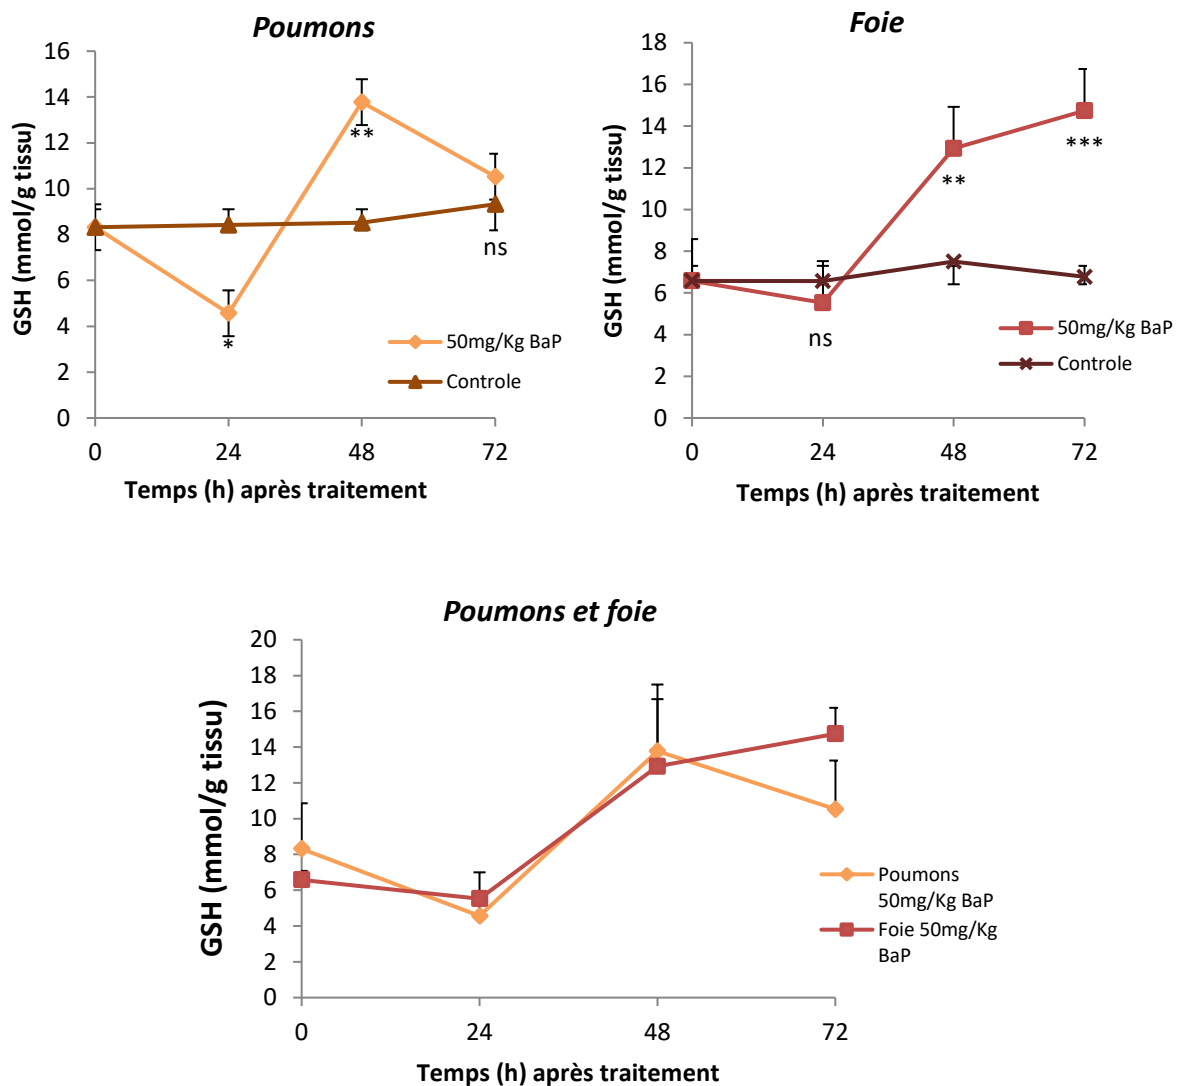 Poumons
16
14
12
10
8
6
4
2
0
GSH (mmol/g tissu)
**
*
ns
50mg/Kg BaP
Controle
0 24 48 72
Temps (h) après traitement
Foie
18
16
14
12
10
8
6
4
2
0
GSH (mmol/g tissu)
***
**
ns
50mg/Kg BaP
Controle
0 24 48 72
Temps (h) après traitement
Poumons et foie
20
18
16
14
12
10
8
6
4
2
0
GSH (mmol/g tissu)
Poumons
50mg/Kg BaP
Foie 50mg/Kg
BaP
0 24 48 72
Temps (h) après traitement